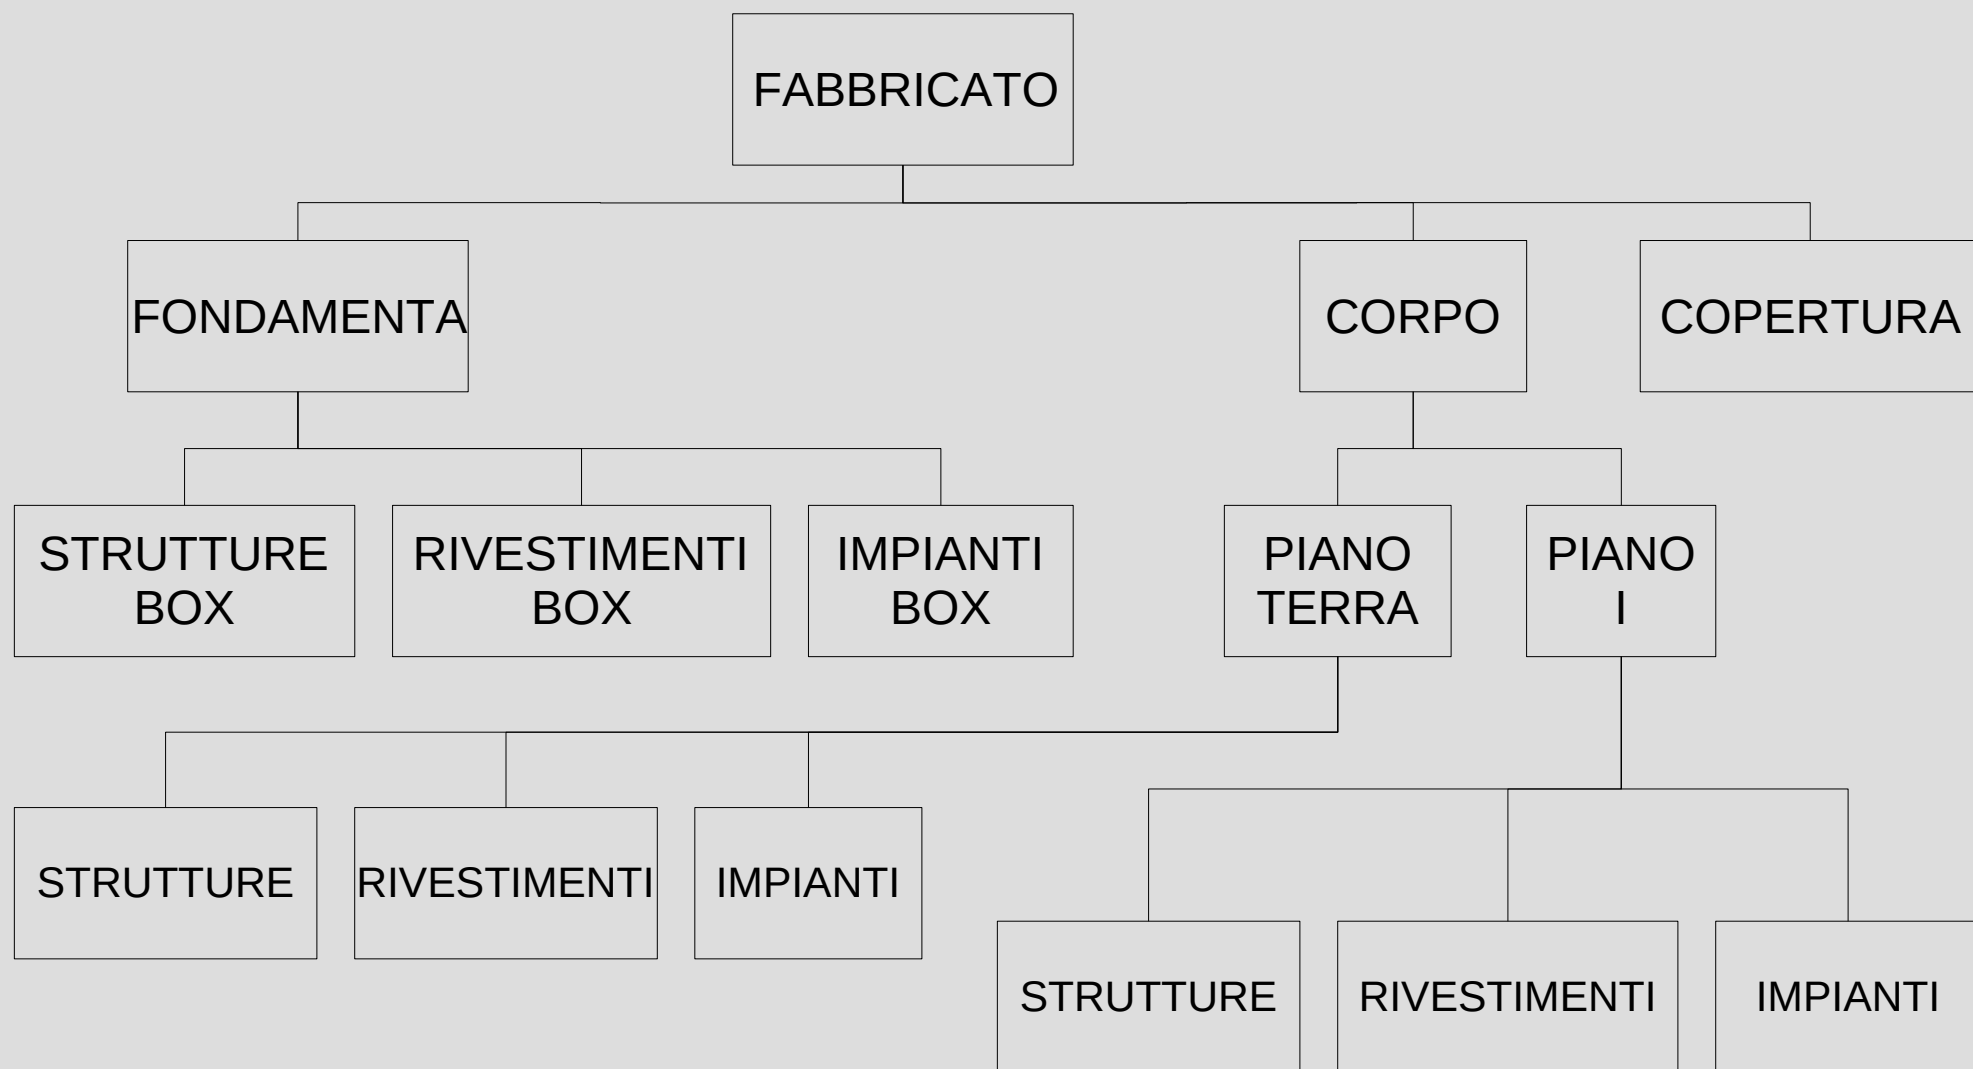 FABBRICATO
FONDAMENTA
CORPO
COPERTURA
STRUTTURE
BOX
RIVESTIMENTI
BOX
IMPIANTI
BOX
PIANO
TERRA
PIANO
I
STRUTTURE
RIVESTIMENTI
IMPIANTI
STRUTTURE
RIVESTIMENTI
IMPIANTI